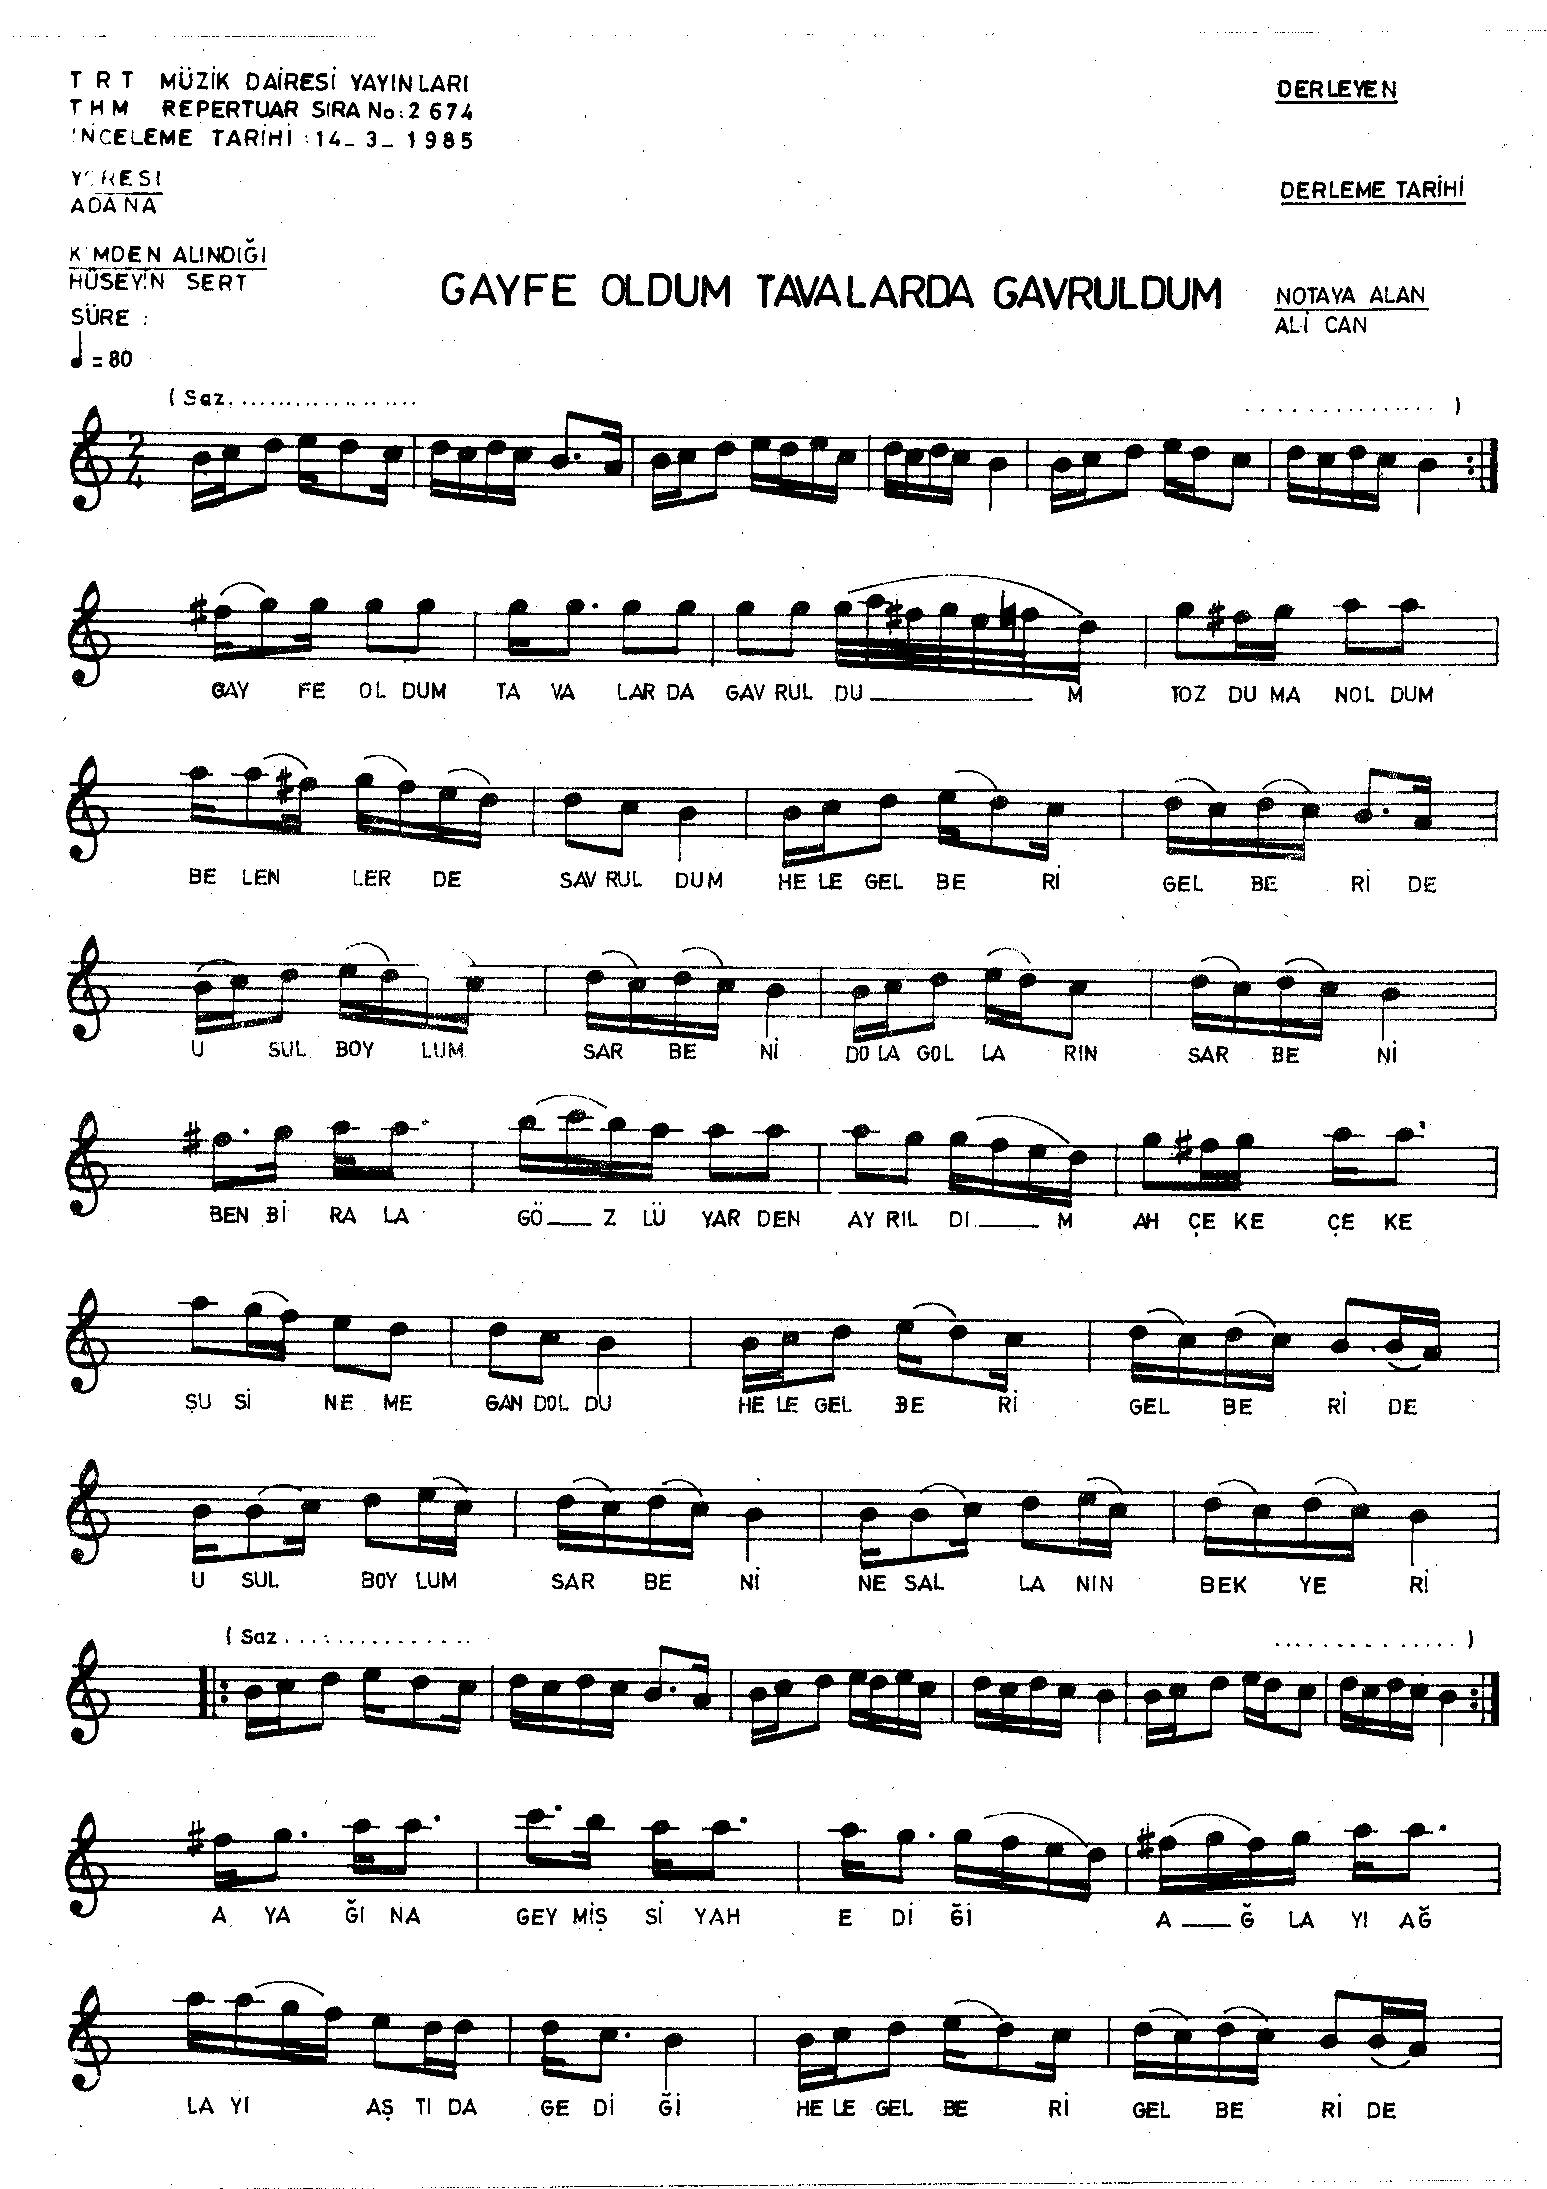 TRT MÜZİK DAİRESİ YAYINLARI
THM REPERTUAR SIRA No: 2674
İNCELEME TARİHİ : 14_3_1985
YÖRESİ
ADANA
KİMDEN ALINDIĞI
HÜSEYİN SERT
SÜRE :
= 80
DERLEYEN
DERLEME TARİHİ
GAYFE OLDUM TAVALARDA GAVRULDUM
NOTAYA ALAN
ALİ CAN
( Saz. . . . . . . . . . . . . . . . . . . . . . . . . . . . . . )
2
4
GAY FE OL DUM TA VA LAR DA GAV RUL DU____M TOZ DU MA NOL DUM
BE LEN LER DE SAV RUL DUM HE LE GEL BE Rİ GEL BE Rİ DE
U SUL BOY LUM SAR BE Nİ DO LA GOL LA RIN SAR BE Nİ
BEN Bİ RA LA GÖ___Z LÜ YAR DEN AY RIL DI___M AH ÇE KE ÇE KE
ŞU Sİ NE ME GAN DOL DU HE LE GEL BE Rİ GEL BE Rİ DE
U SUL BOY LUM SAR BE Nİ NE SAL LA NIN BEK YE Rİ
( Saz. . . . . . . . . . . . . . . . . . . . . . . . . . . . . . )
A YA ĞI NA GEY MİŞ Sİ YAH E Dİ Ğİ A___Ğ LA YI AĞ
LA YI AŞ TI DA GE Dİ Ğİ HE LE GEL BE Rİ GEL BE Rİ DE